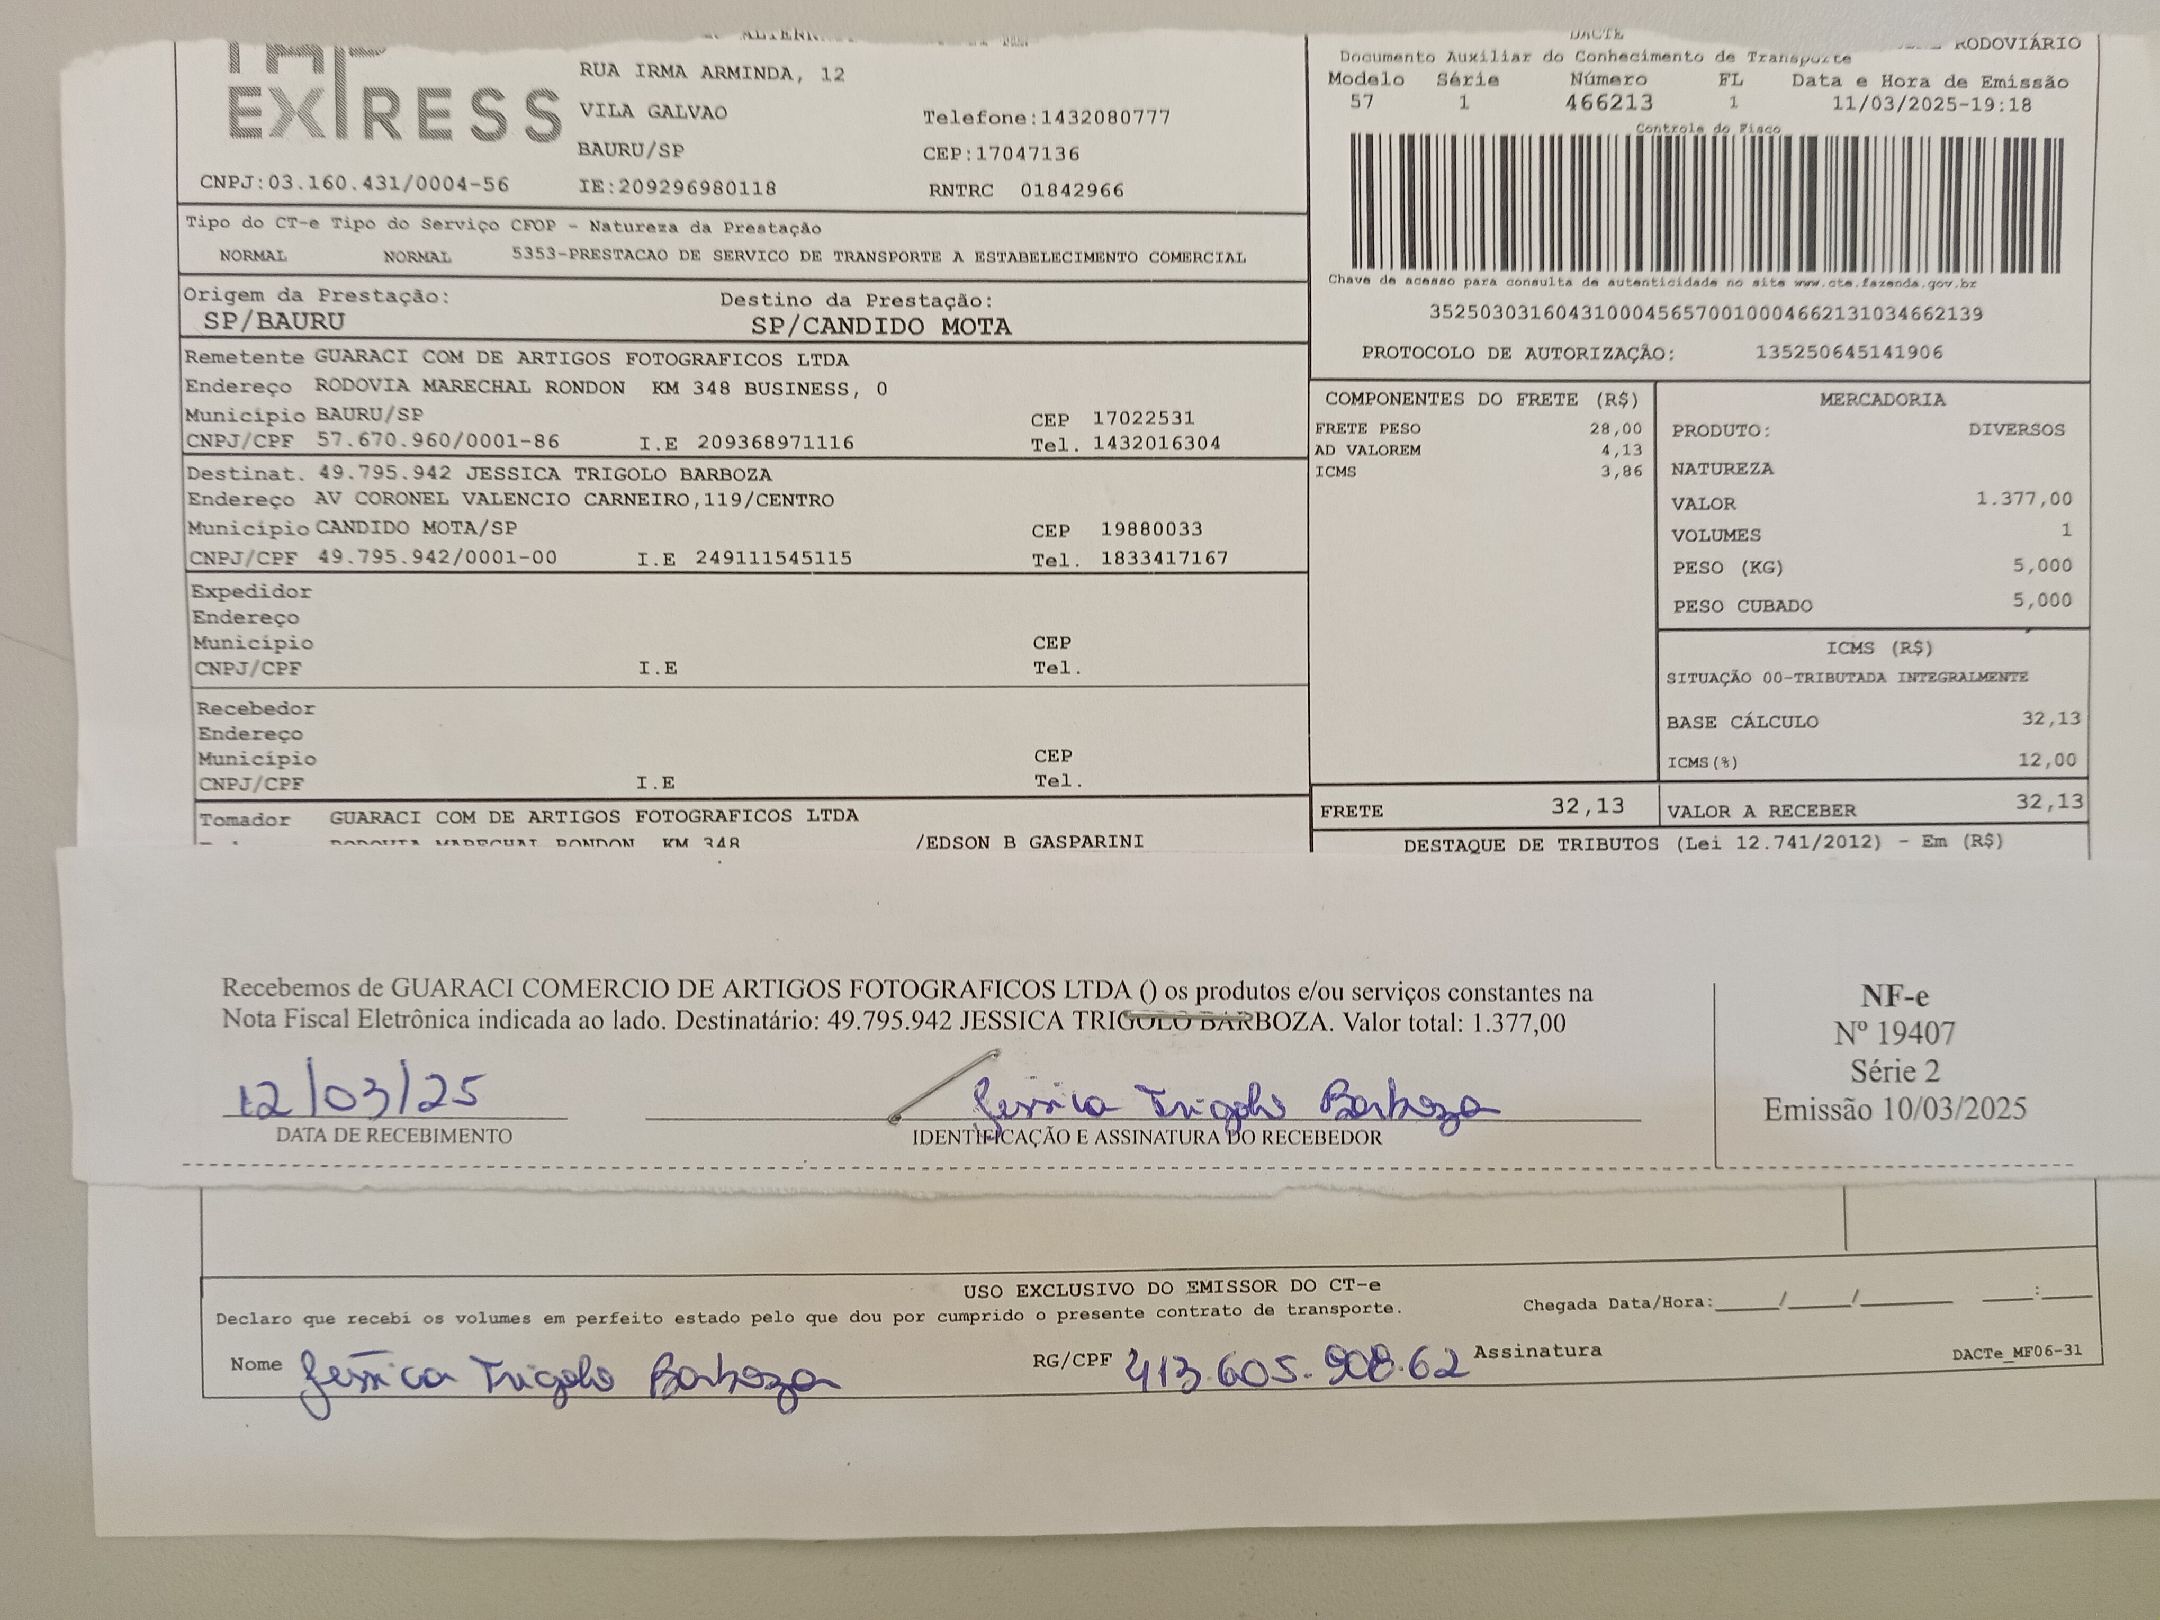 EXPRESS
RUA IRMA ARMINDA, 12
VILA GALVAO
Telefone:1432080777
BAURU/SP
CEP:17047136
CNPJ:03.160.431/0004-56 IE:209296980118 RNTRC 01842966
DACTE
RODOVIÁRIO
Documento Auxiliar do Conhecimento de Transporte
Modelo Série Número FL Data e Hora de Emissão
57 1 466213 1 11/03/2025-19:18
Controle do Fisco
Chave de acesso para consulta de autenticidade no site www.cte.fazenda.gov.br
35250303160431000456570010004662131034662139
PROTOCOLO DE AUTORIZAÇÃO: 135250645141906
Tipo do CT-e Tipo do Serviço CFOP - Natureza da Prestação
NORMAL NORMAL 5353-PRESTACAO DE SERVICO DE TRANSPORTE A ESTABELECIMENTO COMERCIAL
Origem da Prestação: Destino da Prestação:
SP/BAURU SP/CANDIDO MOTA
Remetente GUARACI COM DE ARTIGOS FOTOGRAFICOS LTDA
Endereço RODOVIA MARECHAL RONDON KM 348 BUSINESS, 0
Município BAURU/SP CEP 17022531
CNPJ/CPF 57.670.960/0001-86 I.E 209368971116 Tel. 1432016304
Destinat. 49.795.942 JESSICA TRIGOLO BARBOZA
Endereço AV CORONEL VALENCIO CARNEIRO,119/CENTRO
Município CANDIDO MOTA/SP CEP 19880033
CNPJ/CPF 49.795.942/0001-00 I.E 249111545115 Tel. 1833417167
Expedidor
Endereço
Município CEP
CNPJ/CPF I.E Tel.
Recebedor
Endereço
Município CEP
CNPJ/CPF I.E Tel.
Tomador GUARACI COM DE ARTIGOS FOTOGRAFICOS LTDA
RODOVIA MARECHAL RONDON KM 348 /EDSON B GASPARINI
COMPONENTES DO FRETE (R$)
FRETE PESO 28,00
AD VALOREM 4,13
ICMS 3,86
MERCADORIA
PRODUTO: DIVERSOS
NATUREZA
VALOR 1.377,00
VOLUMES 1
PESO (KG) 5,000
PESO CUBADO 5,000
ICMS (R$)
SITUAÇÃO 00-TRIBUTADA INTEGRALMENTE
BASE CÁLCULO 32,13
ICMS(%) 12,00
FRETE 32,13 VALOR A RECEBER 32,13
DESTAQUE DE TRIBUTOS (Lei 12.741/2012) - Em (R$)
Recebemos de GUARACI COMERCIO DE ARTIGOS FOTOGRAFICOS LTDA () os produtos e/ou serviços constantes na
Nota Fiscal Eletrônica indicada ao lado. Destinatário: 49.795.942 JESSICA TRIGOLO BARBOZA. Valor total: 1.377,00
12/03/25 Jessica Trigolo Barboza
DATA DE RECEBIMENTO IDENTIFICAÇÃO E ASSINATURA DO RECEBEDOR
NF-e
Nº 19407
Série 2
Emissão 10/03/2025
USO EXCLUSIVO DO EMISSOR DO CT-e
Declaro que recebi os volumes em perfeito estado pelo que dou por cumprido o presente contrato de transporte. Chegada Data/Hora:____/____/______ ___:___
Nome Jessica Trigolo Barboza RG/CPF 413.605.908.62 Assinatura DACTe_MF06-31